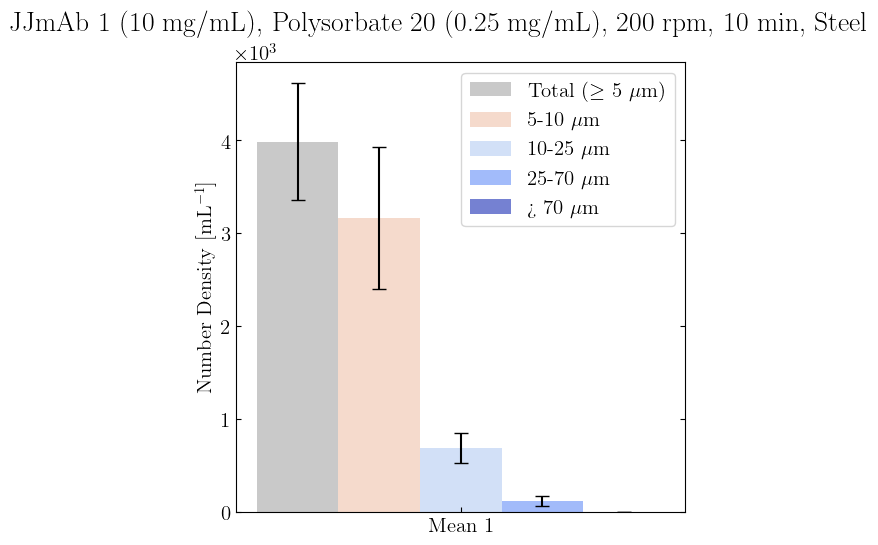 JJmAb 1 (10 mg/mL), Polysorbate 20 (0.25 mg/mL), 200 rpm, 10 min, Steel
×10³
Total (≥ 5 μm)
5-10 μm
10-25 μm
25-70 μm
¿ 70 μm
Number Density [mL⁻¹]
4
3
2
1
0
Mean 1